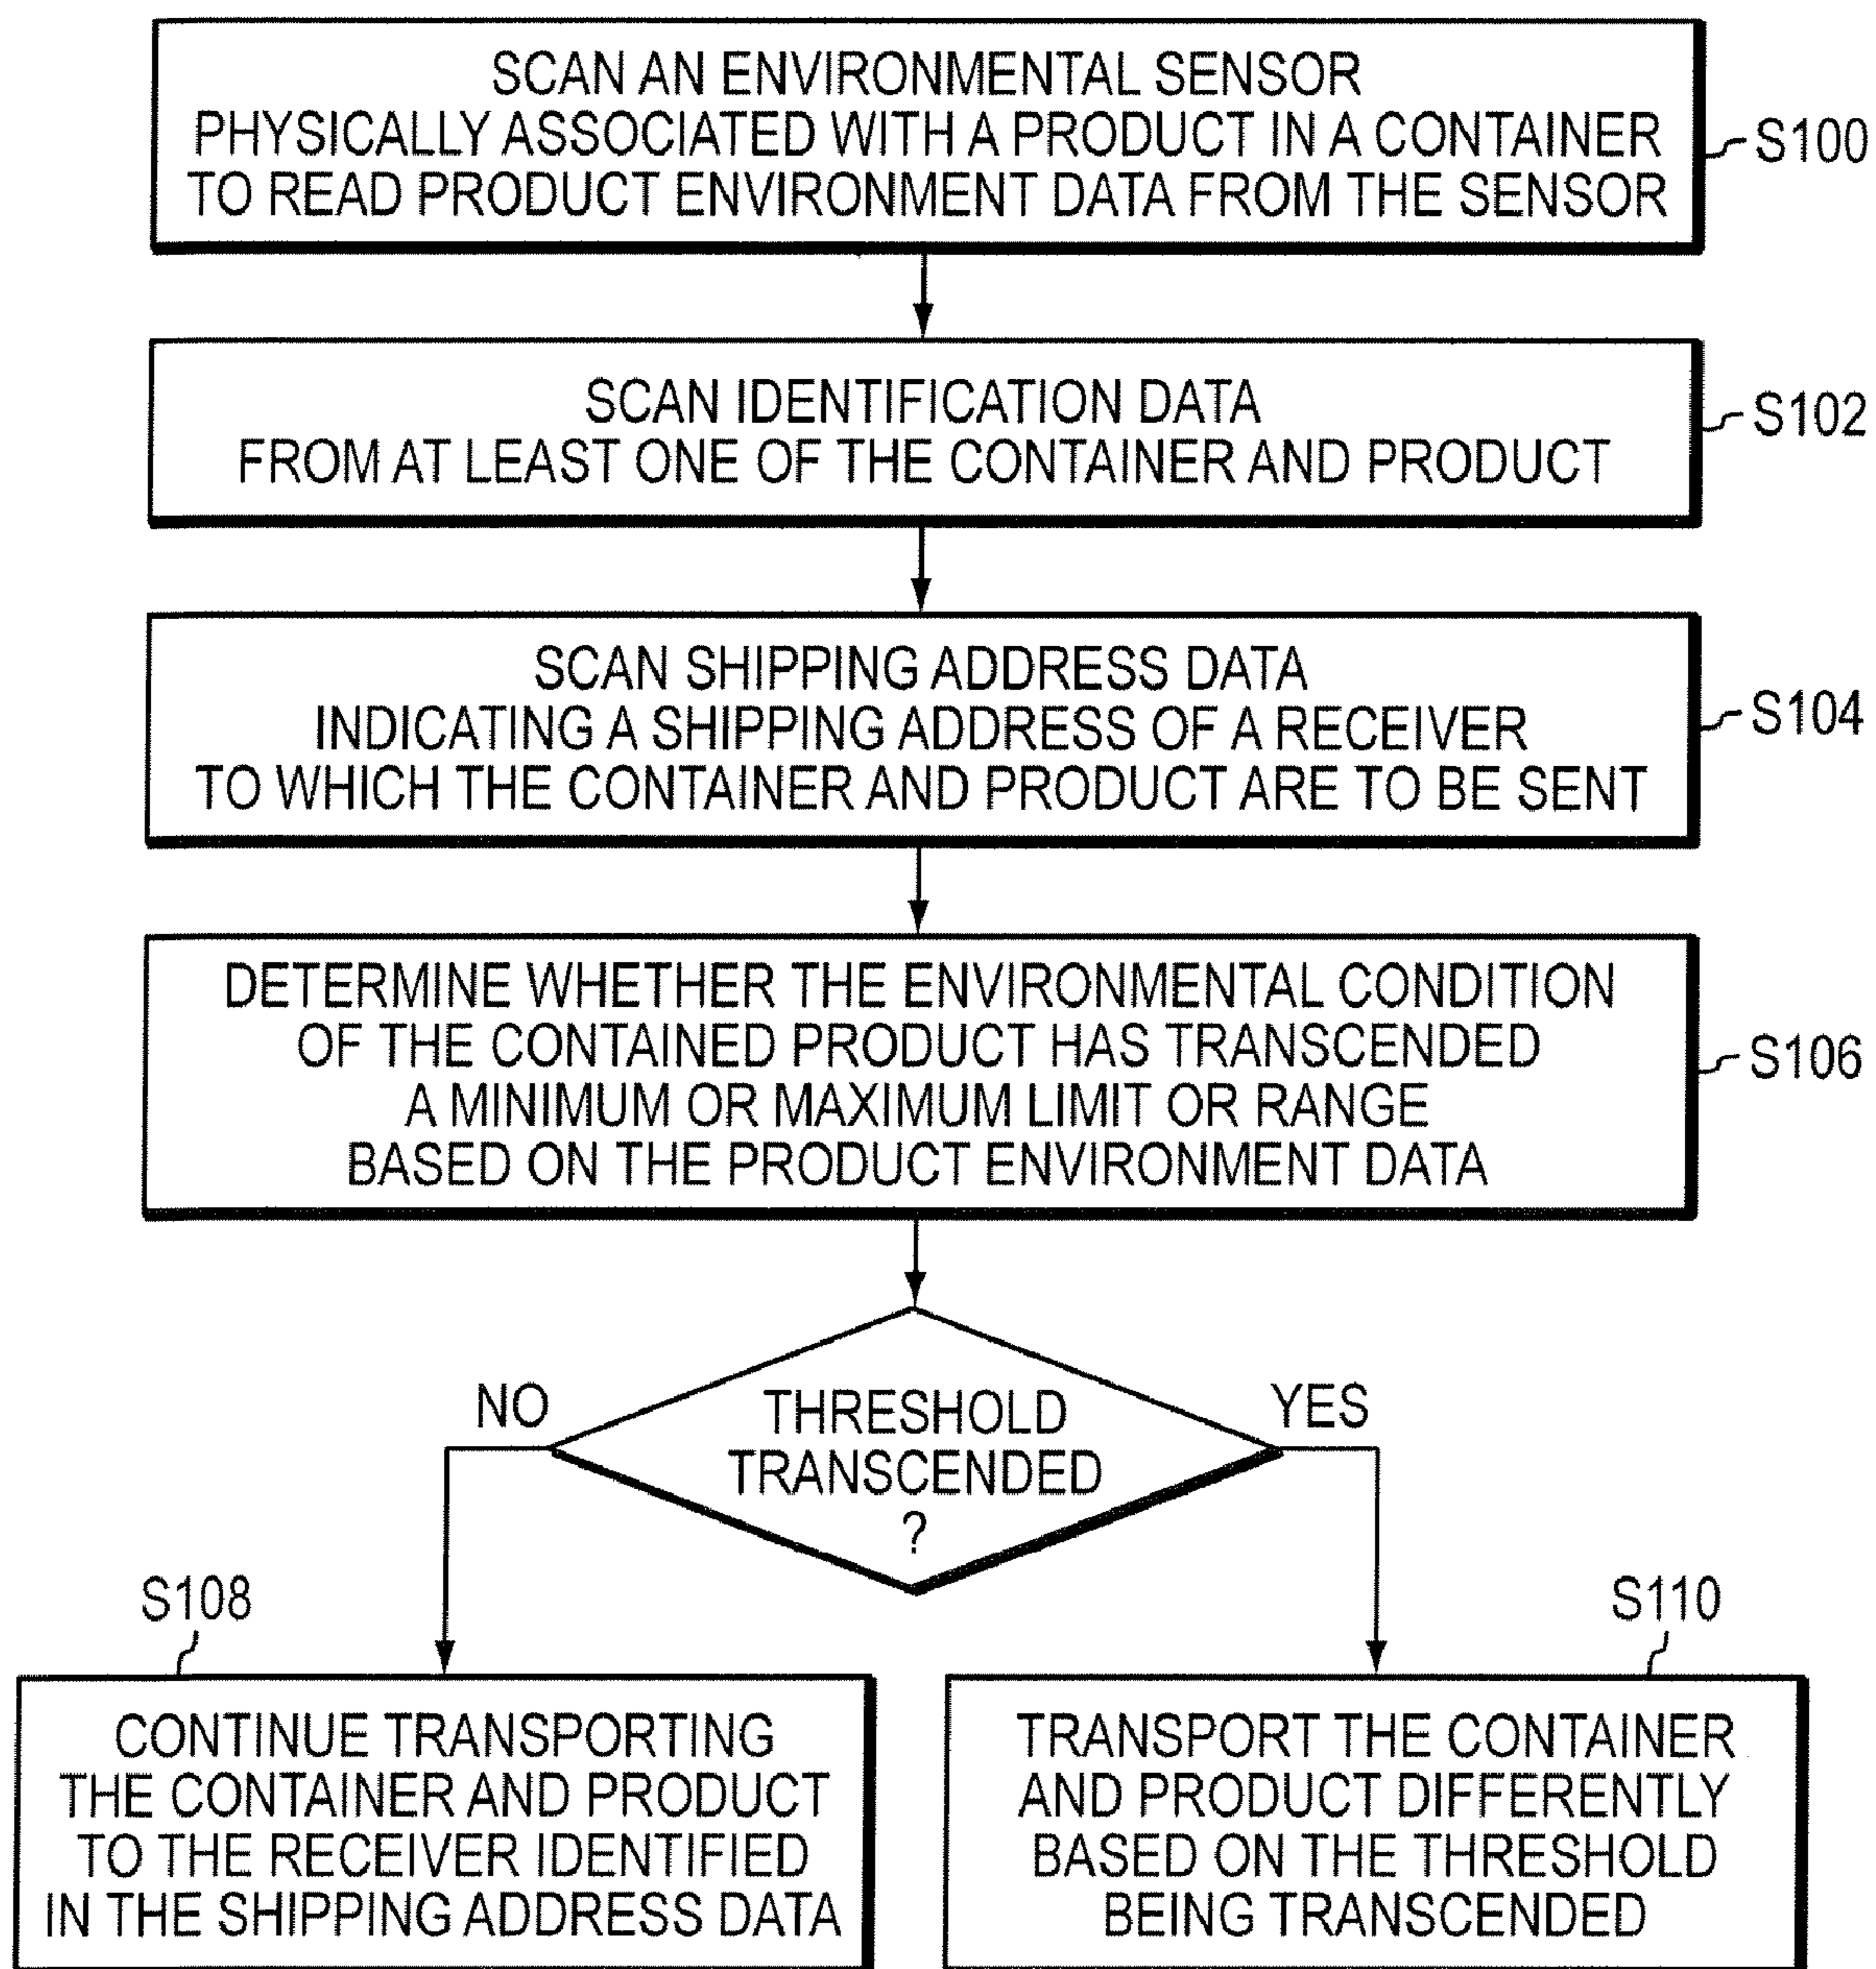 SCAN AN ENVIRONMENTAL SENSOR
PHYSICALLY ASSOCIATED WITH A PRODUCT IN A CONTAINER
TO READ PRODUCT ENVIRONMENT DATA FROM THE SENSOR
S100
SCAN IDENTIFICATION DATA
FROM AT LEAST ONE OF THE CONTAINER AND PRODUCT
S102
SCAN SHIPPING ADDRESS DATA
INDICATING A SHIPPING ADDRESS OF A RECEIVER
TO WHICH THE CONTAINER AND PRODUCT ARE TO BE SENT
S104
DETERMINE WHETHER THE ENVIRONMENTAL CONDITION
OF THE CONTAINED PRODUCT HAS TRANSCENDED
A MINIMUM OR MAXIMUM LIMIT OR RANGE
BASED ON THE PRODUCT ENVIRONMENT DATA
S106
NO
THRESHOLD
TRANSCENDED
?
YES
S108
CONTINUE TRANSPORTING
THE CONTAINER AND PRODUCT
TO THE RECEIVER IDENTIFIED
IN THE SHIPPING ADDRESS DATA
S110
TRANSPORT THE CONTAINER
AND PRODUCT DIFFERENTLY
BASED ON THE THRESHOLD
BEING TRANSCENDED